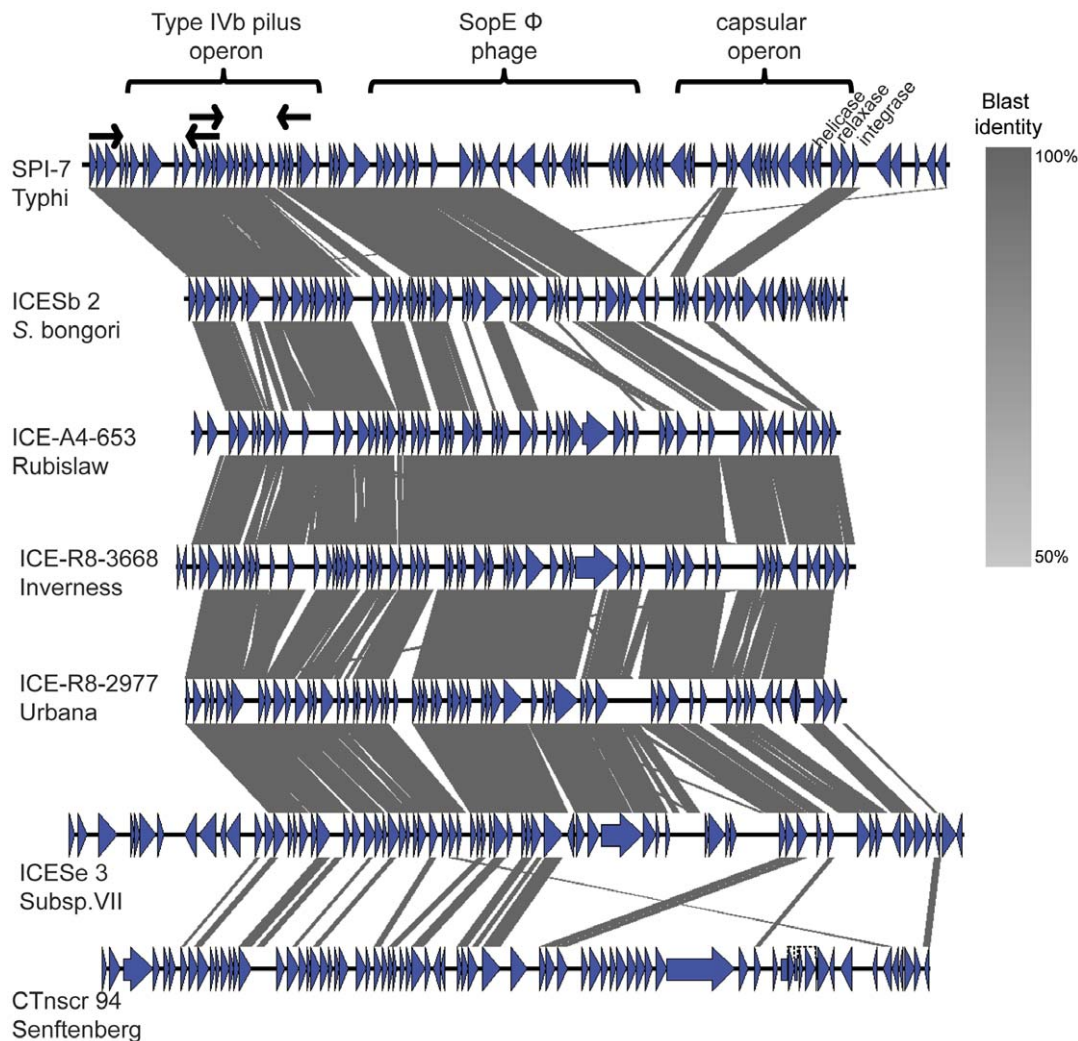 Type IVb pilus
operon
SopE Φ
phage
capsular
operon
helicase
relaxase
integrase
Blast
identity
100%
50%
SPI-7
Typhi
ICESb 2
S. bongori
ICE-A4-653
Rubislaw
ICE-R8-3668
Inverness
ICE-R8-2977
Urbana
ICESe 3
Subsp.VII
CTnscr 94
Senftenberg